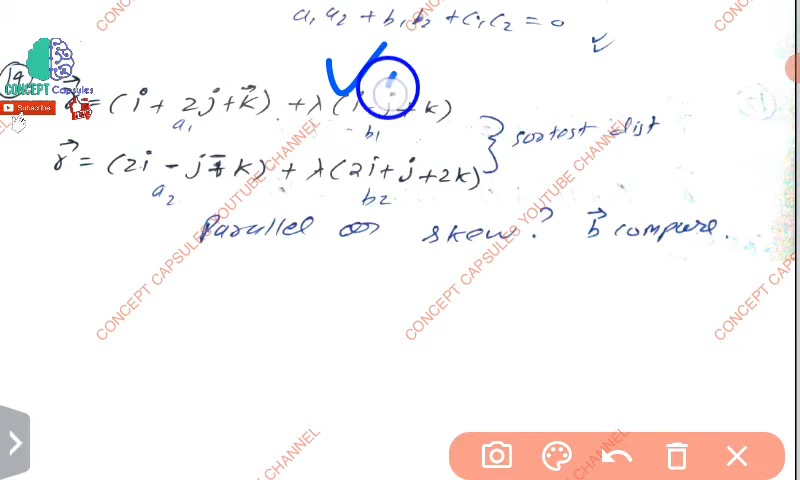 a₁a₂ + b₁b₂ + c₁c₂ = 0
14
CONCEPT Capsules
Subscribe
= (i + 2j + k) + λ(i - j + k)
a₁ b₁
r = (2i - j + k) + λ(2i + j + 2k)
a₂ b₂
sortest dist
Parallel or skew? b compare.
CONCEPT CAPSULES YOUTUBE CHANNEL